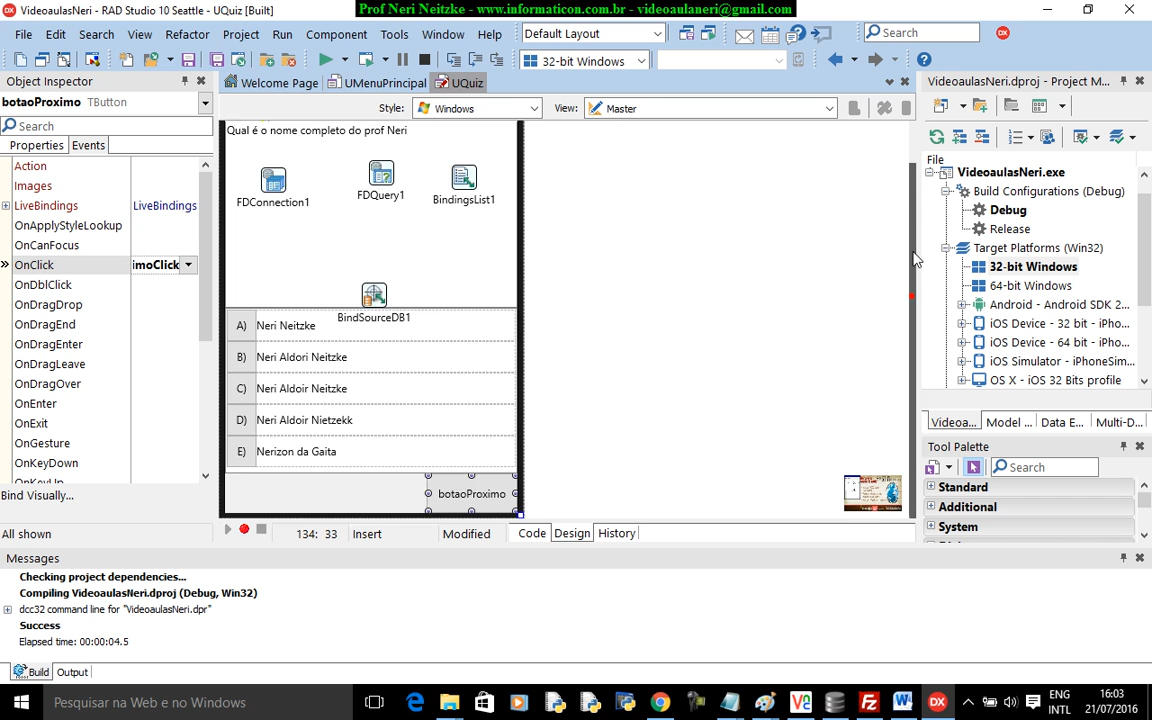 VideoaulasNeri - RAD Studio 10 Seattle - UQuiz [Built]
Prof Neri Neitzke - www.informaticon.com.br - videoaulaneri@gmail.com
File Edit Search View Refactor Project Run Component Tools Window Help
Default Layout
Search
32-bit Windows
Object Inspector
botaoProximo TButton
Search
Properties Events
Action
Images
LiveBindings LiveBindings
OnApplyStyleLookup
OnCanFocus
OnClick imoClick
OnDblClick
OnDragDrop
OnDragEnd
OnDragEnter
OnDragLeave
OnDragOver
OnEnter
OnExit
OnGesture
OnKeyDown
OnKeyUp
Bind Visually...
All shown
Welcome Page UMenuPrincipal UQuiz
Style: Windows View: Master
Qual é o nome completo do prof Neri
FDConnection1
FDQuery1
BindingsList1
BindSourceDB1
A) Neri Neitzke
B) Neri Aldori Neitzke
C) Neri Aldoir Neitzke
D) Neri Aldoir Nietzekk
E) Nerizon da Gaita
botaoProximo
134: 33 Insert Modified Code Design History
VideoaulasNeri.dproj - Project M...
File
VideoaulasNeri.exe
Build Configurations (Debug)
Debug
Release
Target Platforms (Win32)
32-bit Windows
64-bit Windows
Android - Android SDK 2...
iOS Device - 32 bit - iPho...
iOS Device - 64 bit - iPho...
iOS Simulator - iPhoneSim...
OS X - iOS 32 Bits profile
Videoa... Model ... Data E... Multi-D...
Tool Palette
Search
Standard
Additional
System
Messages
Checking project dependencies...
Compiling VideoaulasNeri.dproj (Debug, Win32)
dcc32 command line for "VideoaulasNeri.dpr"
Success
Elapsed time: 00:00:04.5
Build Output
Pesquisar na Web e no Windows
ENG
INTL
16:03
21/07/2016